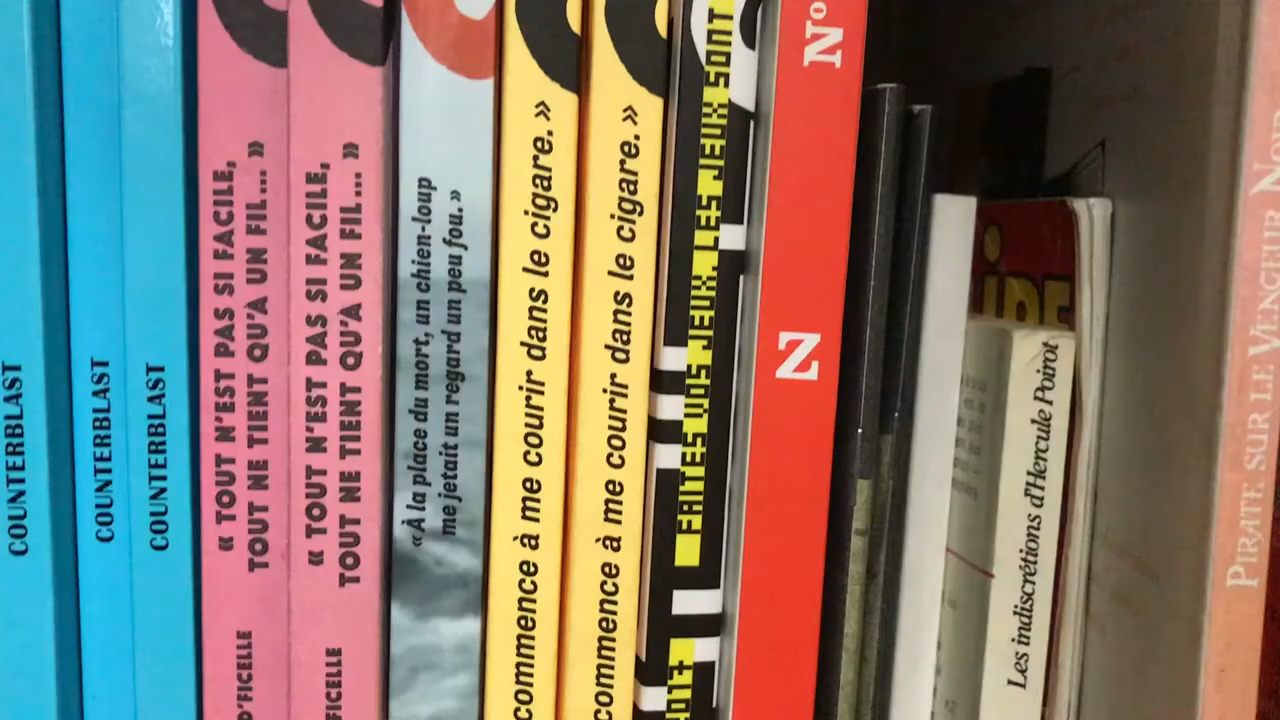 COUNTERBLAST
COUNTERBLAST
COUNTERBLAST
« TOUT N'EST PAS SI FACILE,
TOUT NE TIENT QU'À UN FIL... »
D'FICELLE
« TOUT N'EST PAS SI FACILE,
TOUT NE TIENT QU'À UN FIL... »
FICELLE
«À la place du mort, un chien-loup
me jetait un regard un peu fou.»
commence à me courir dans le cigare. »
commence à me courir dans le cigare. »
FAITES VOS JEUX. LES JEUX SONT
Z
Nº
Les indiscrétions d'Hercule Poirot
PIRATE SUR LE VENGEUR NOIR